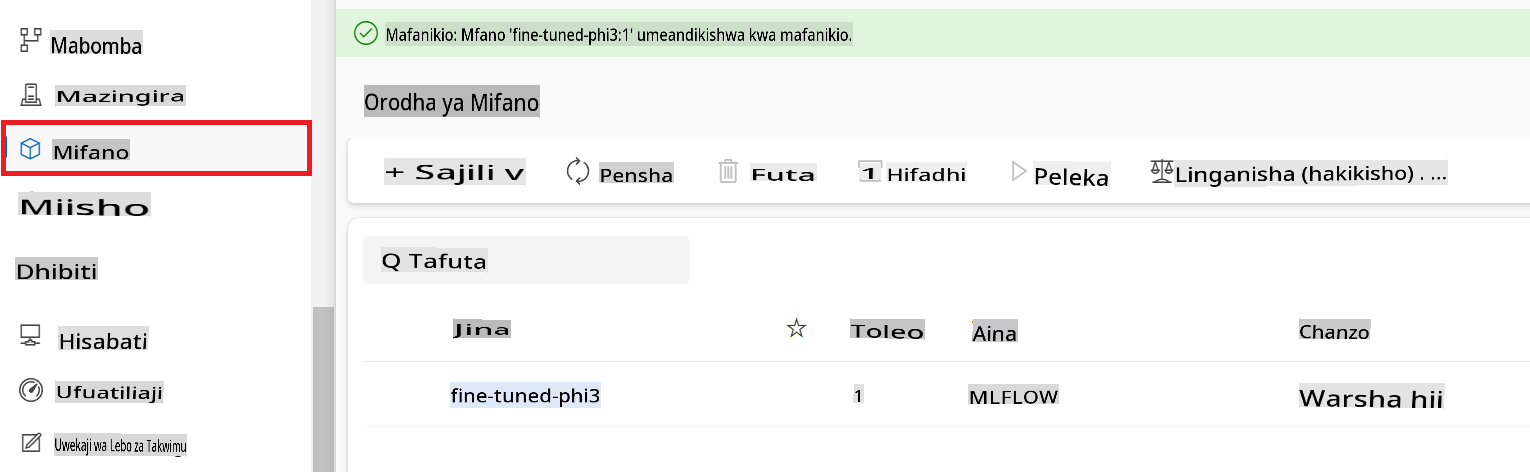 Mabomba
Mazingira
Mifano
Miisho
Dhibiti
Hisabati
Ufuatiliaji
Uwekaji wa Lebo za Takwimu
Mafanikio: Mfano 'fine-tuned-phi3:1' umeandikishwa kwa mafanikio.
Orodha ya Mifano
+ Sajili v
Pensha
Futa
1 Hifadhi
Peleka
Linganisha (hakikisho) . ...
Q Tafuta
Jina Toleo Aina Chanzo
fine-tuned-phi3 1 MLFLOW Warsha hii